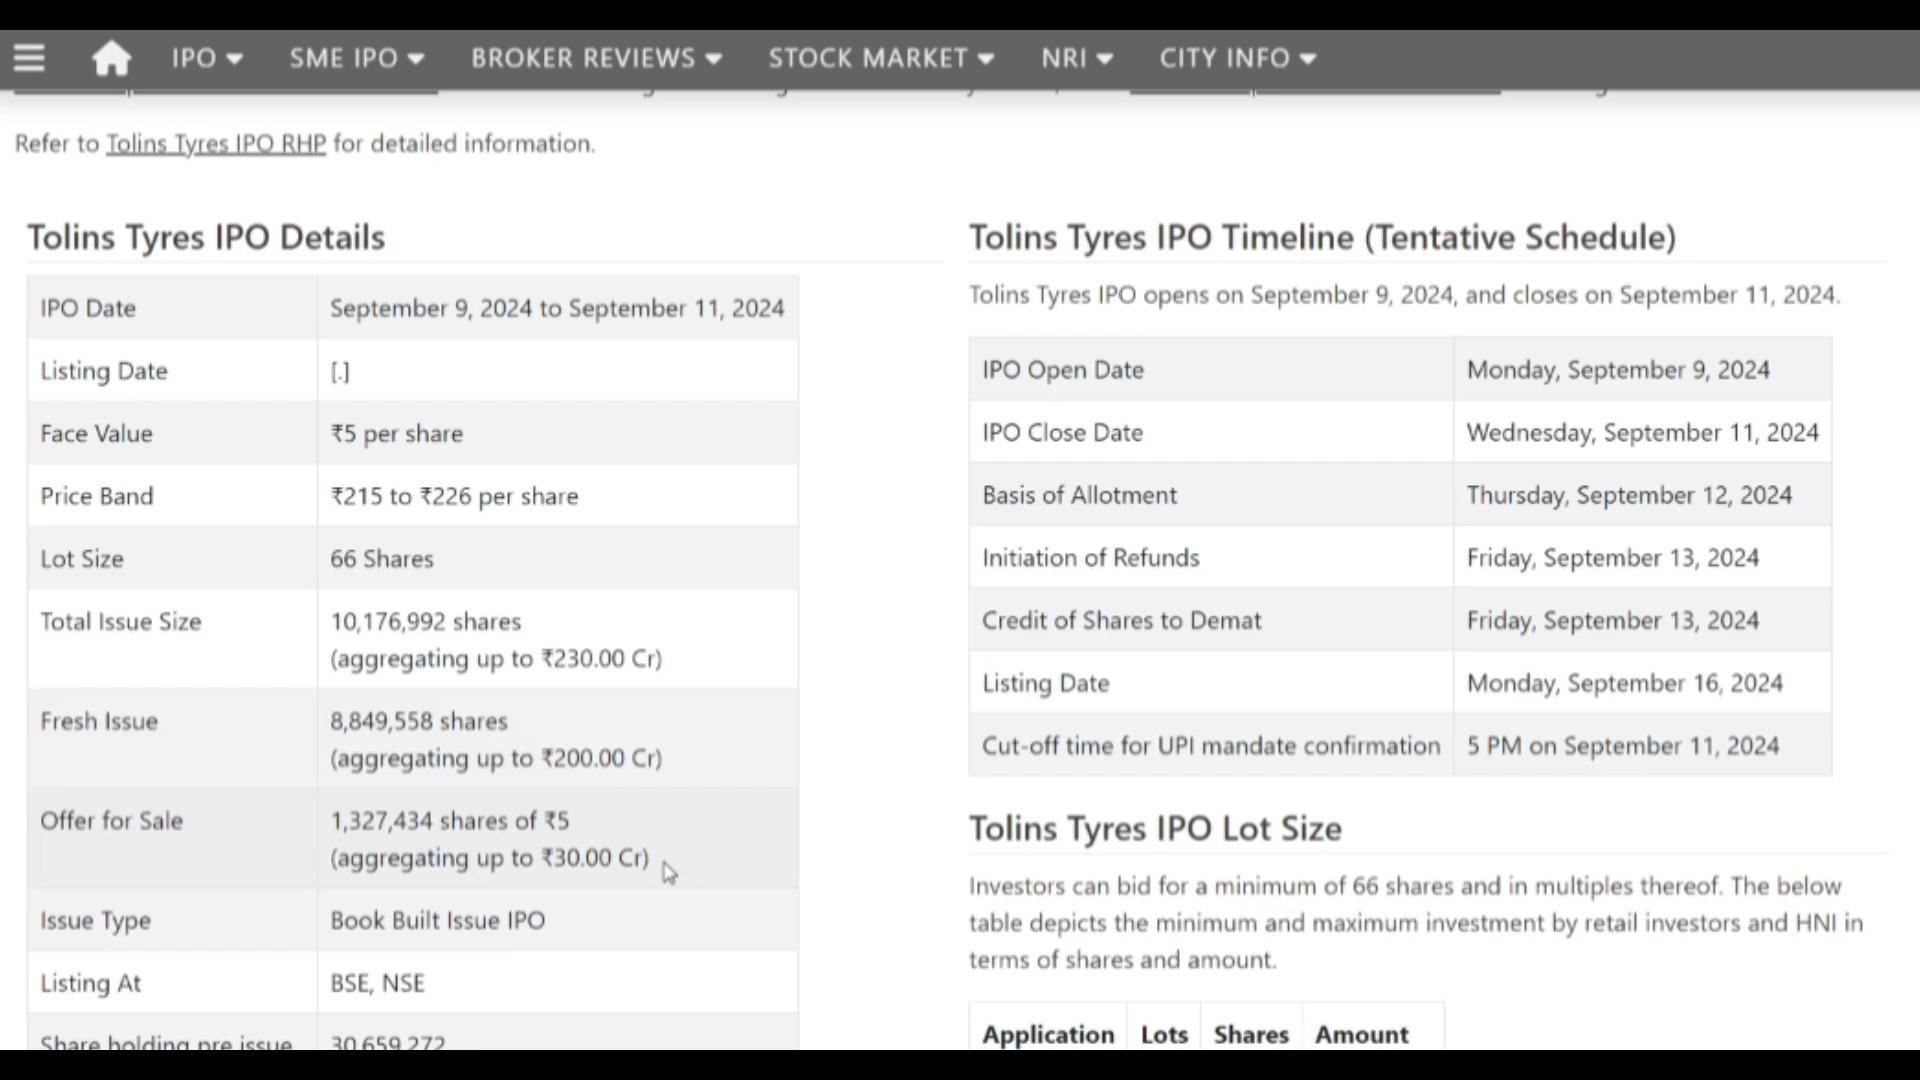 IPO SME IPO BROKER REVIEWS STOCK MARKET NRI CITY INFO
Refer to Tolins Tyres IPO RHP for detailed information.
Tolins Tyres IPO Details
IPO Date September 9, 2024 to September 11, 2024
Listing Date [.]
Face Value ₹5 per share
Price Band ₹215 to ₹226 per share
Lot Size 66 Shares
Total Issue Size 10,176,992 shares
(aggregating up to ₹230.00 Cr)
Fresh Issue 8,849,558 shares
(aggregating up to ₹200.00 Cr)
Offer for Sale 1,327,434 shares of ₹5
(aggregating up to ₹30.00 Cr)
Issue Type Book Built Issue IPO
Listing At BSE, NSE
Share holding pre issue 30,659,272
Tolins Tyres IPO Timeline (Tentative Schedule)
Tolins Tyres IPO opens on September 9, 2024, and closes on September 11, 2024.
IPO Open Date Monday, September 9, 2024
IPO Close Date Wednesday, September 11, 2024
Basis of Allotment Thursday, September 12, 2024
Initiation of Refunds Friday, September 13, 2024
Credit of Shares to Demat Friday, September 13, 2024
Listing Date Monday, September 16, 2024
Cut-off time for UPI mandate confirmation 5 PM on September 11, 2024
Tolins Tyres IPO Lot Size
Investors can bid for a minimum of 66 shares and in multiples thereof. The below
table depicts the minimum and maximum investment by retail investors and HNI in
terms of shares and amount.
Application Lots Shares Amount